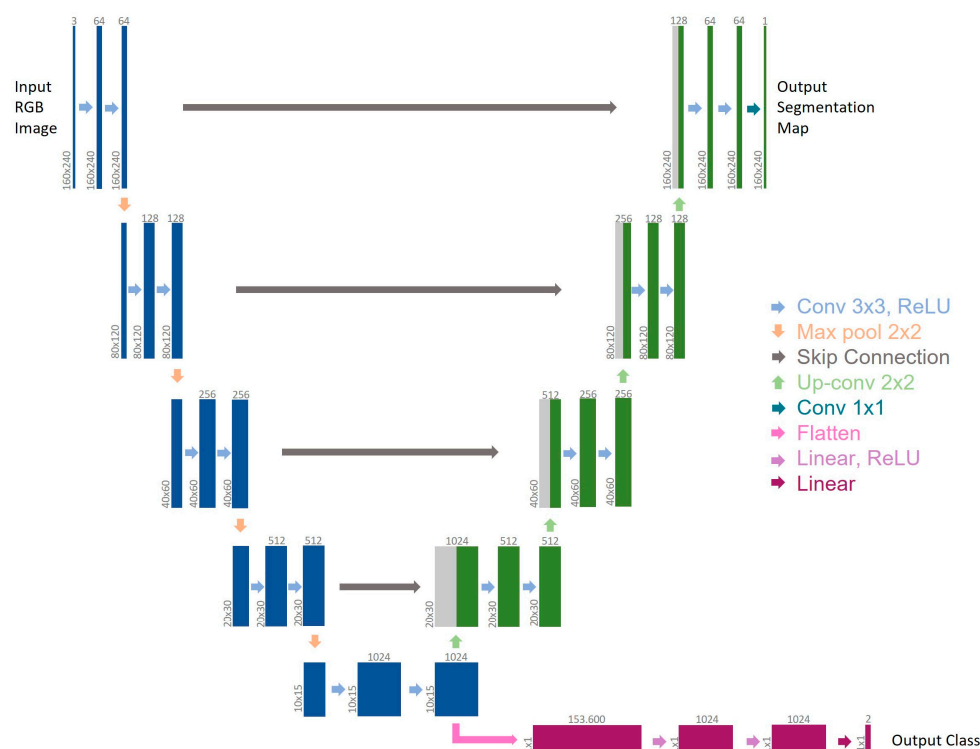 3 64 64
128 64 64 1
Input
RGB
Image
Output
Segmentation
Map
160x240 160x240 160x240
160x240 160x240 160x240 160x240
128 128
256 128 128
80x120 80x120 80x120
80x120 80x120 80x120
Conv 3x3, ReLU
Max pool 2x2
Skip Connection
Up-conv 2x2
Conv 1x1
Flatten
Linear, ReLU
Linear
256 256
512 256 256
40x60 40x60 40x60
40x60 40x60 40x60
512 512
1024 512 512
20x30 20x30 20x30
20x30 20x30 20x30
1024 1024
10x15 10x15 10x15
153.600 1024 1024 2
x1 x1 x1 1x1
Output Class